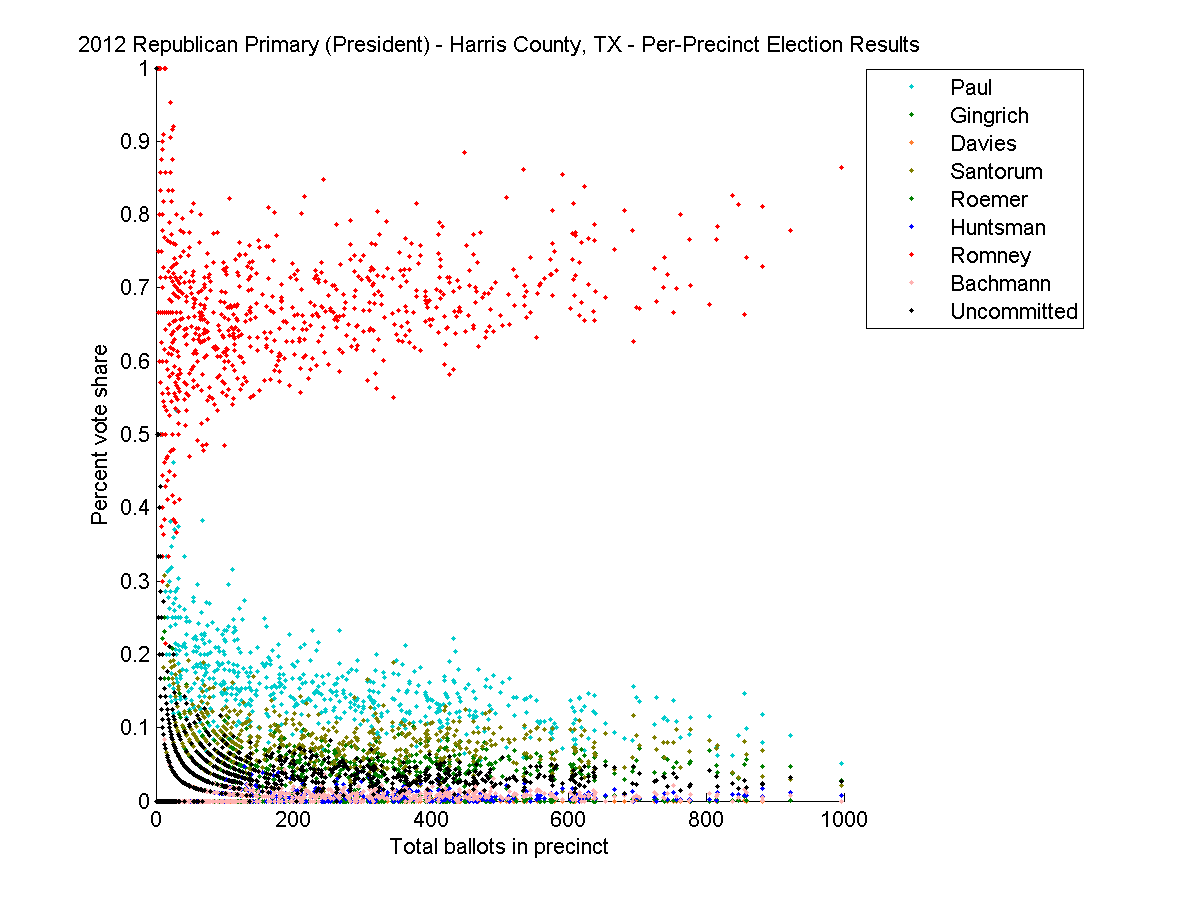 2012 Republican Primary (President) - Harris County, TX - Per-Precinct Election Results
1
0.9
0.8
0.7
0.6
0.5
0.4
0.3
0.2
0.1
0
Percent vote share
0 200 400 600 800 1000
Total ballots in precinct
Paul
Gingrich
Davies
Santorum
Roemer
Huntsman
Romney
Bachmann
Uncommitted